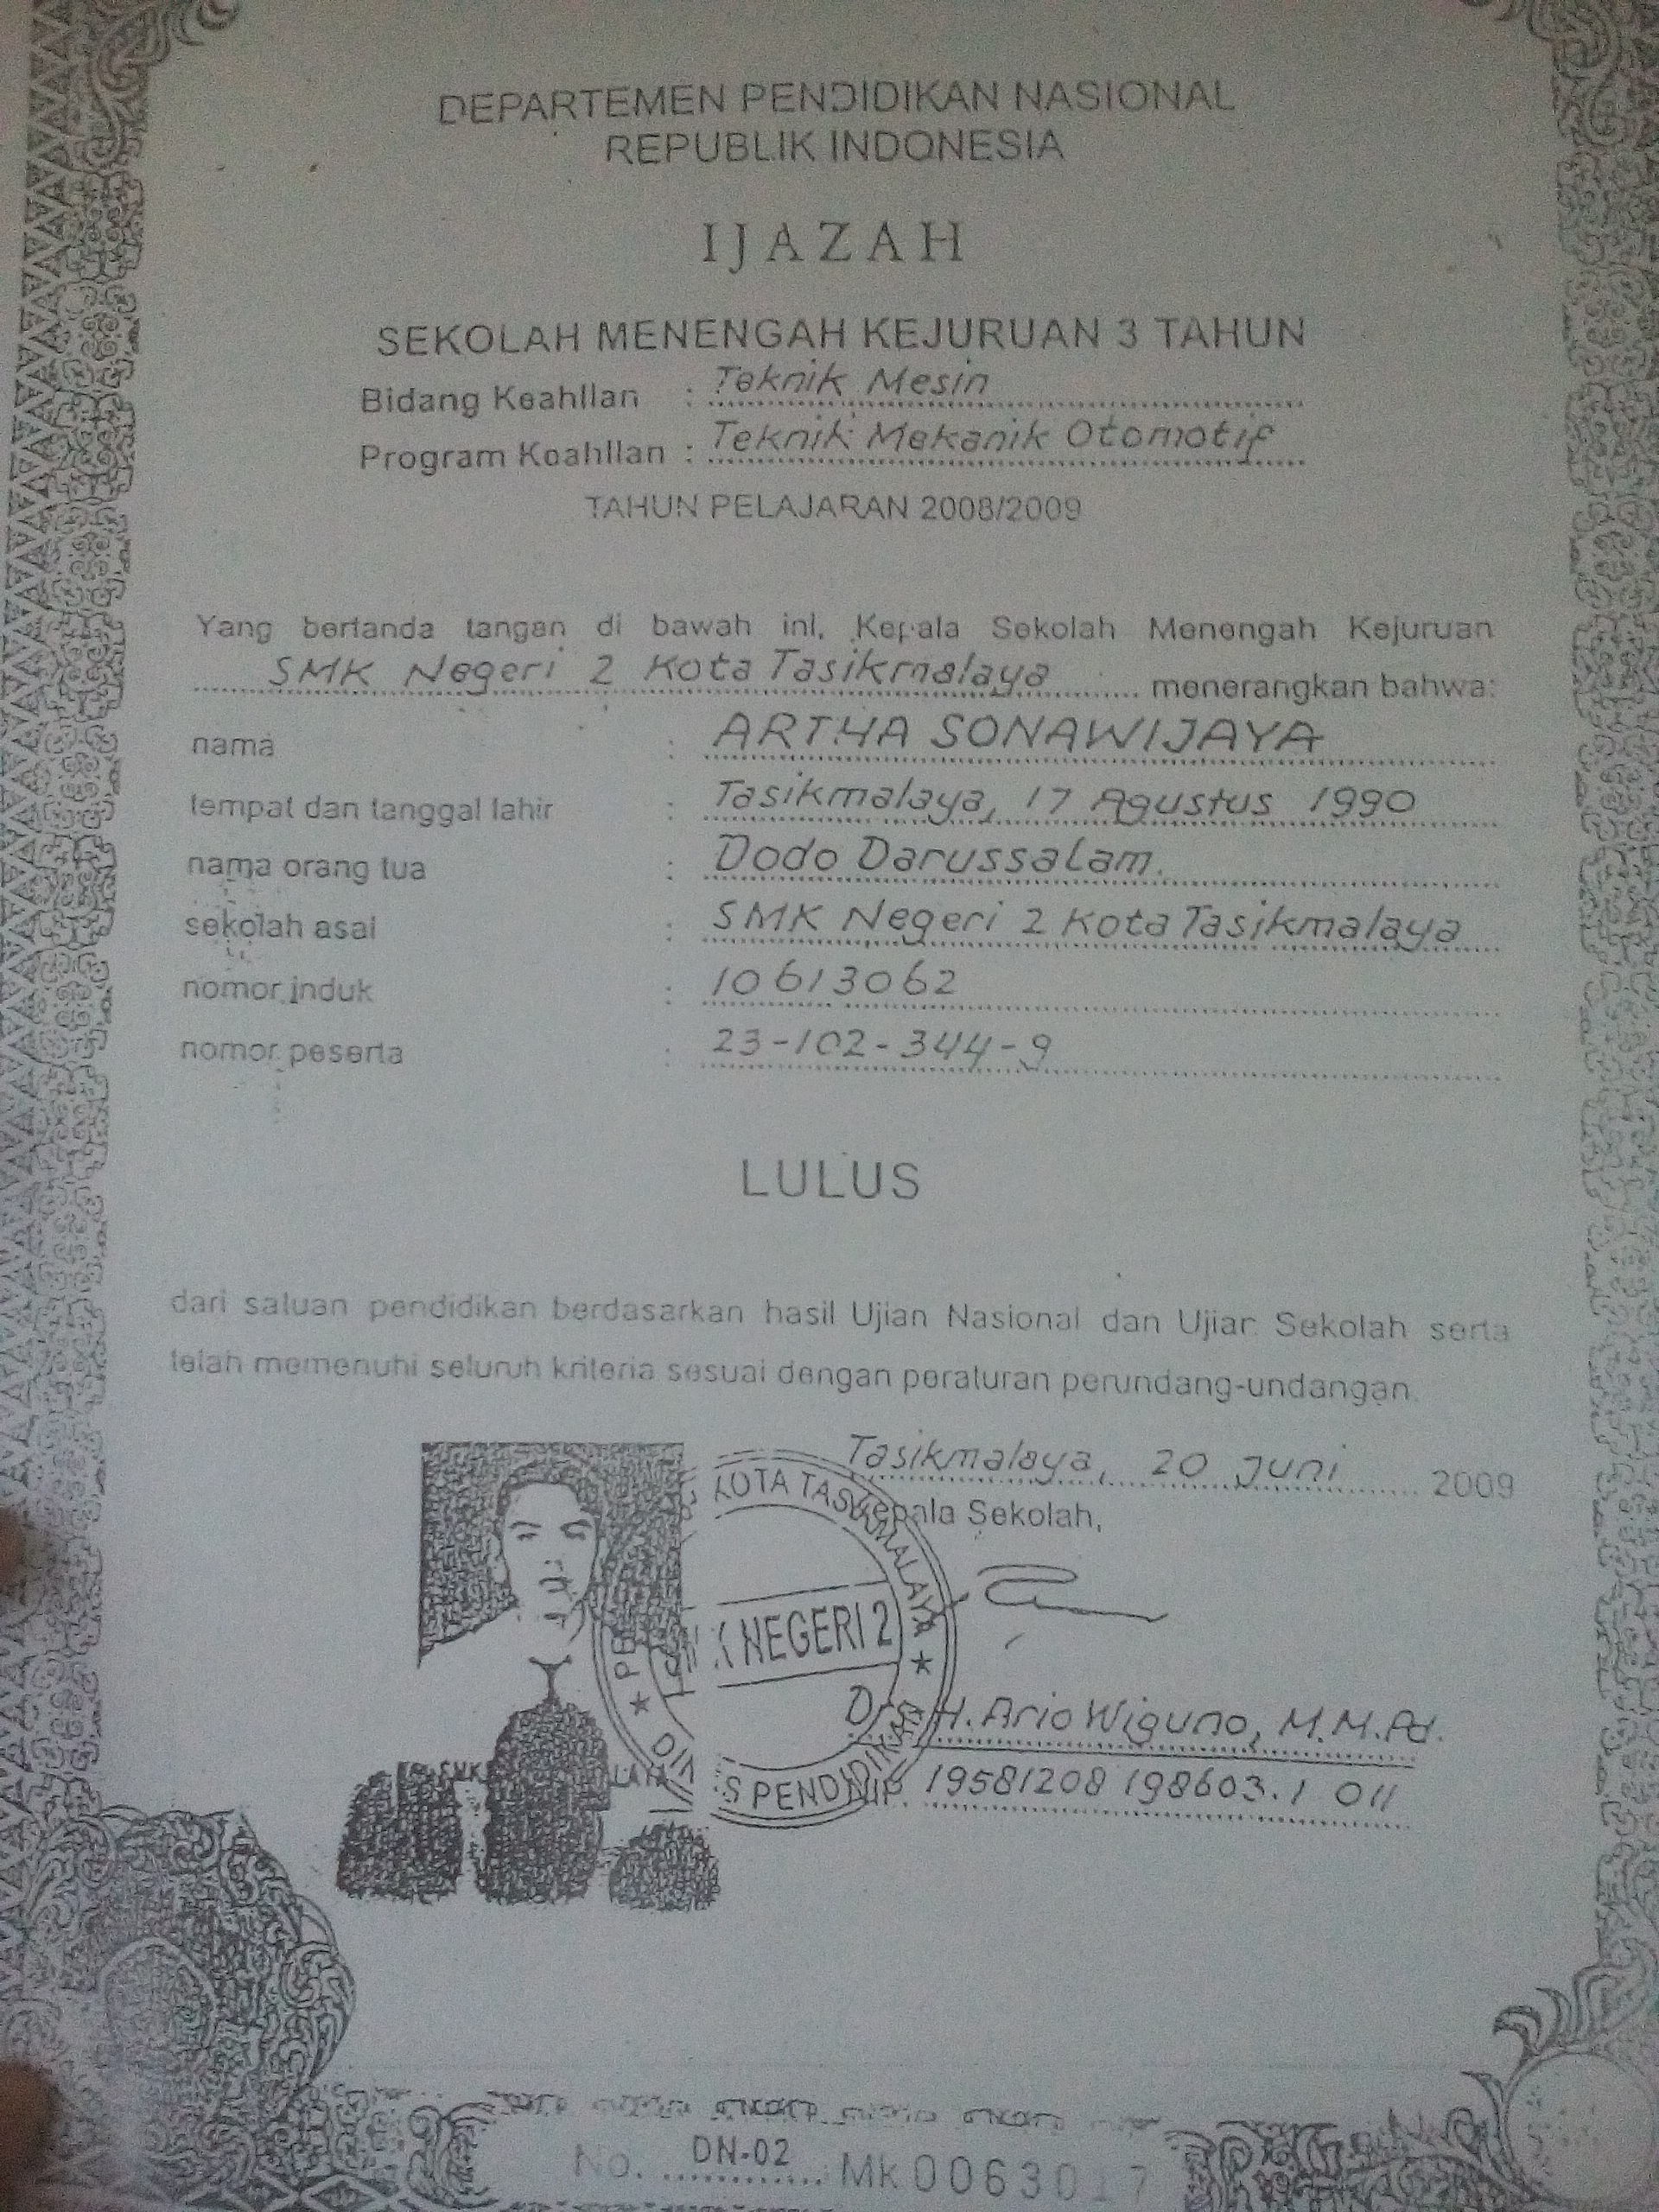 DEPARTEMEN PENDIDIKAN NASIONAL
REPUBLIK INDONESIA
IJAZAH
SEKOLAH MENENGAH KEJURUAN 3 TAHUN
Bidang Keahlian : Teknik Mesin
Program Keahlian : Teknik Mekanik Otomotif
TAHUN PELAJARAN 2008/2009
Yang bertanda tangan di bawah ini, Kepala Sekolah Menengah Kejuruan
SMK Negeri 2 Kota Tasikmalaya menerangkan bahwa:
nama : ARTHA SONAWIJAYA
tempat dan tanggal lahir : Tasikmalaya, 17 Agustus 1990
nama orang tua : Dodo Darussalam.
sekolah asal : SMK Negeri 2 Kota Tasikmalaya
nomor induk : 10613062
nomor peserta : 23-102-344-9
LULUS
dari satuan pendidikan berdasarkan hasil Ujian Nasional dan Ujian Sekolah serta
telah memenuhi seluruh kriteria sesuai dengan peraturan perundang-undangan.
Tasikmalaya, 20 Juni 2009
Kepala Sekolah,
KOTA TASIKMALAYA
NEGERI 2
PENDIDIKAN
Drs. H. Ario Wiguno, M.M.Pd.
NIP. 19581208 198603.1 011
No. DN-02 Mk 0063017